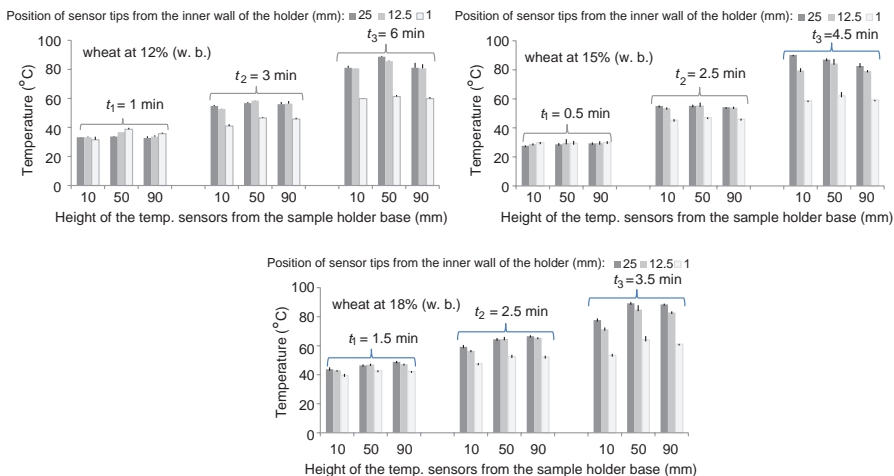 Position of sensor tips from the inner wall of the holder (mm): 25 12.5 1
100
80
60
40
20
0
Temperature (°C)
wheat at 12% (w. b.)
t1= 1 min
t2 = 3 min
t3= 6 min
10 50 90 10 50 90 10 50 90
Height of the temp. sensors from the sample holder base (mm)
Position of sensor tips from the inner wall of the holder (mm): 25 12.5 1
100
80
60
40
20
0
Temperature (°C)
wheat at 15% (w. b.)
t1= 0.5 min
t2 = 2.5 min
t3= 4.5 min
10 50 90 10 50 90 10 50 90
Height of the temp. sensors from the sample holder base (mm)
Position of sensor tips from the inner wall of the holder (mm): 25 12.5 1
100
80
60
40
20
0
Temperature (°C)
wheat at 18% (w. b.)
t1= 1.5 min
t2 = 2.5 min
t3= 3.5 min
10 50 90 10 50 90 10 50 90
Height of the temp. sensors from the sample holder base (mm)